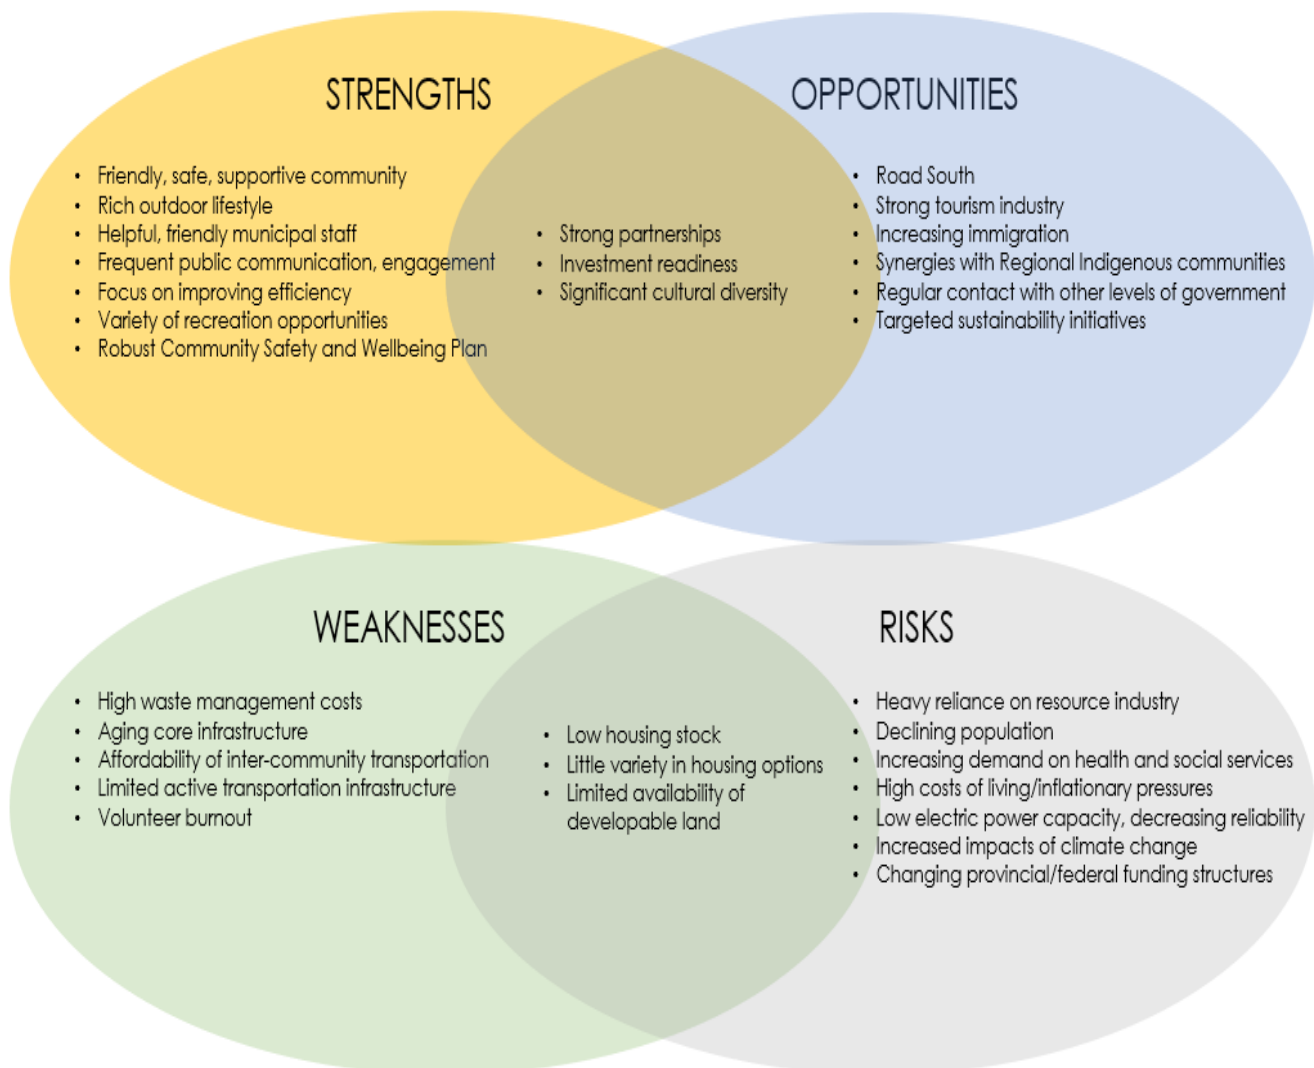 STRENGTHS
• Friendly, safe, supportive community
• Rich outdoor lifestyle
• Helpful, friendly municipal staff
• Frequent public communication, engagement
• Focus on improving efficiency
• Variety of recreation opportunities
• Robust Community Safety and Wellbeing Plan
• Strong partnerships
• Investment readiness
• Significant cultural diversity
OPPORTUNITIES
• Road South
• Strong tourism industry
• Increasing immigration
• Synergies with Regional Indigenous communities
• Regular contact with other levels of government
• Targeted sustainability initiatives
WEAKNESSES
• High waste management costs
• Aging core infrastructure
• Affordability of inter-community transportation
• Limited active transportation infrastructure
• Volunteer burnout
• Low housing stock
• Little variety in housing options
• Limited availability of
developable land
RISKS
• Heavy reliance on resource industry
• Declining population
• Increasing demand on health and social services
• High costs of living/inflationary pressures
• Low electric power capacity, decreasing reliability
• Increased impacts of climate change
• Changing provincial/federal funding structures